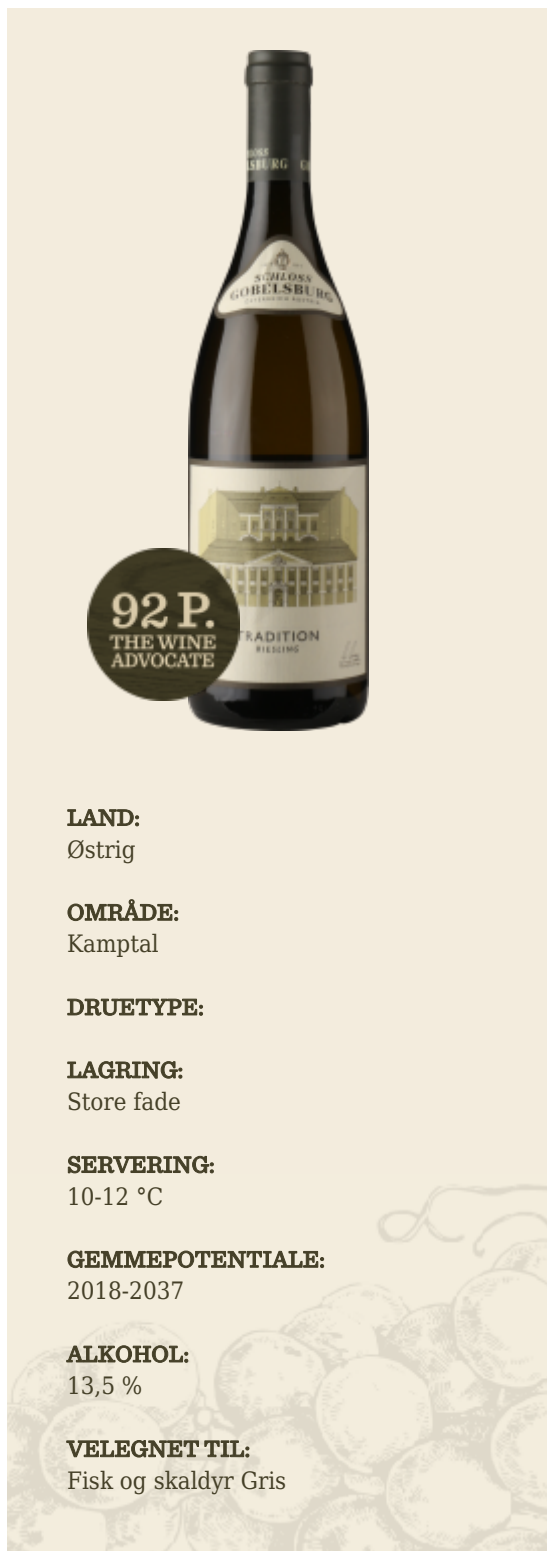 SCHLOSS
GOBELSBURG
92 P.
THE WINE
ADVOCATE
TRADITION
RIESLING
LAND:
Østrig
OMRÅDE:
Kamptal
DRUETYPE:
LAGRING:
Store fade
SERVERING:
10-12 °C
GEMMEPOTENTIALE:
2018-2037
ALKOHOL:
13,5 %
VELEGNET TIL:
Fisk og skaldyr Gris